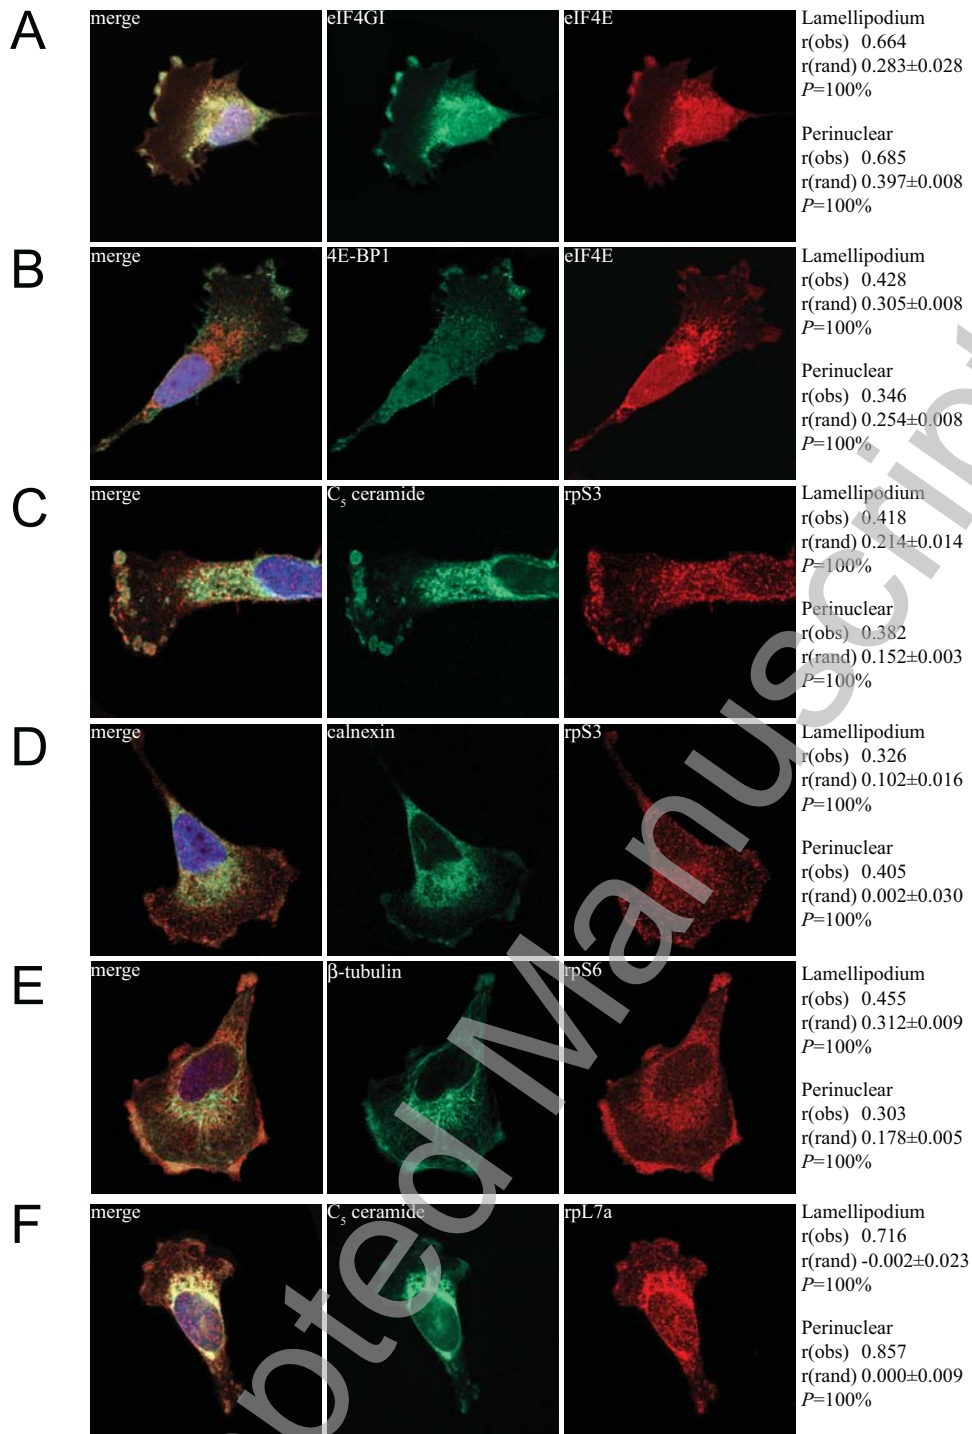 A
merge
eIF4GI
eIF4E
Lamellipodium
r(obs) 0.664
r(rand) 0.283±0.028
P=100%
Perinuclear
r(obs) 0.685
r(rand) 0.397±0.008
P=100%
B
merge
4E-BP1
eIF4E
Lamellipodium
r(obs) 0.428
r(rand) 0.305±0.008
P=100%
Perinuclear
r(obs) 0.346
r(rand) 0.254±0.008
P=100%
C
merge
C₅ ceramide
rpS3
Lamellipodium
r(obs) 0.418
r(rand) 0.214±0.014
P=100%
Perinuclear
r(obs) 0.382
r(rand) 0.152±0.003
P=100%
D
merge
calnexin
rpS3
Lamellipodium
r(obs) 0.326
r(rand) 0.102±0.016
P=100%
Perinuclear
r(obs) 0.405
r(rand) 0.002±0.030
P=100%
E
merge
β-tubulin
rpS6
Lamellipodium
r(obs) 0.455
r(rand) 0.312±0.009
P=100%
Perinuclear
r(obs) 0.303
r(rand) 0.178±0.005
P=100%
F
merge
C₅ ceramide
rpL7a
Lamellipodium
r(obs) 0.716
r(rand) -0.002±0.023
P=100%
Perinuclear
r(obs) 0.857
r(rand) 0.000±0.009
P=100%
pted Manuscript